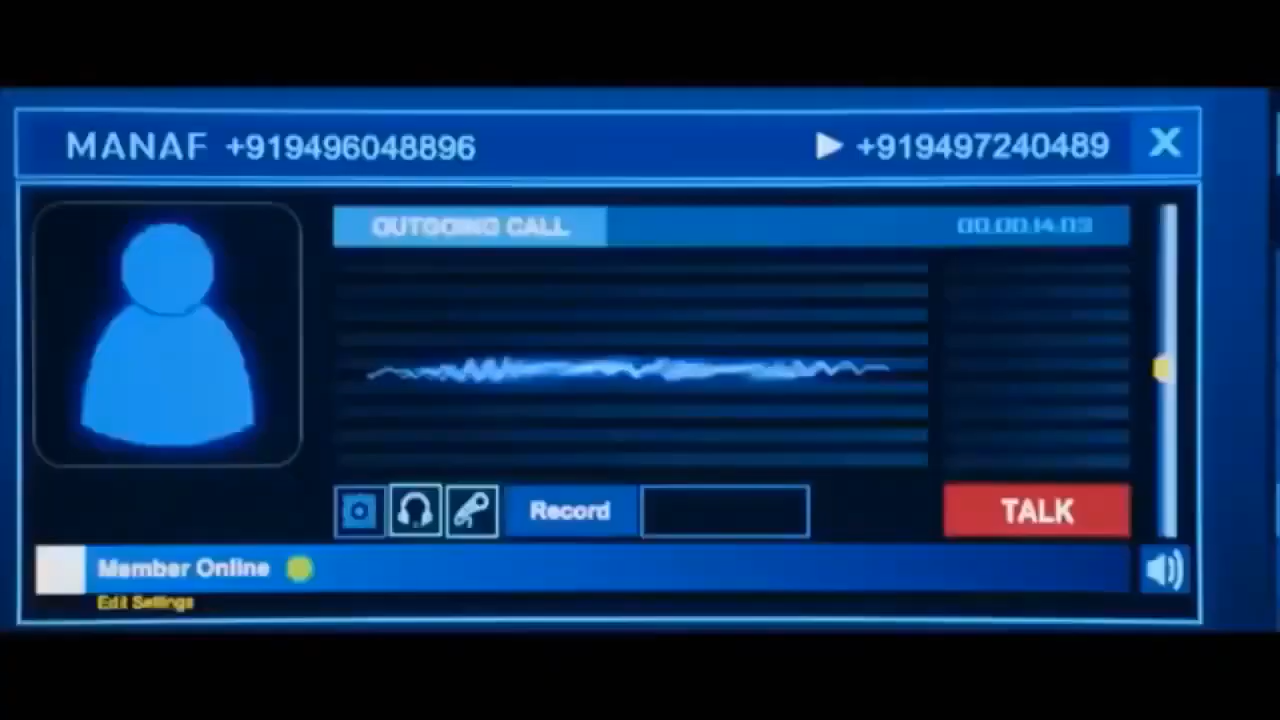 MANAF +919496048896 +919497240489 X
OUTGOING CALL 00.00.14.03
Record TALK
Member Online
Edit Settings